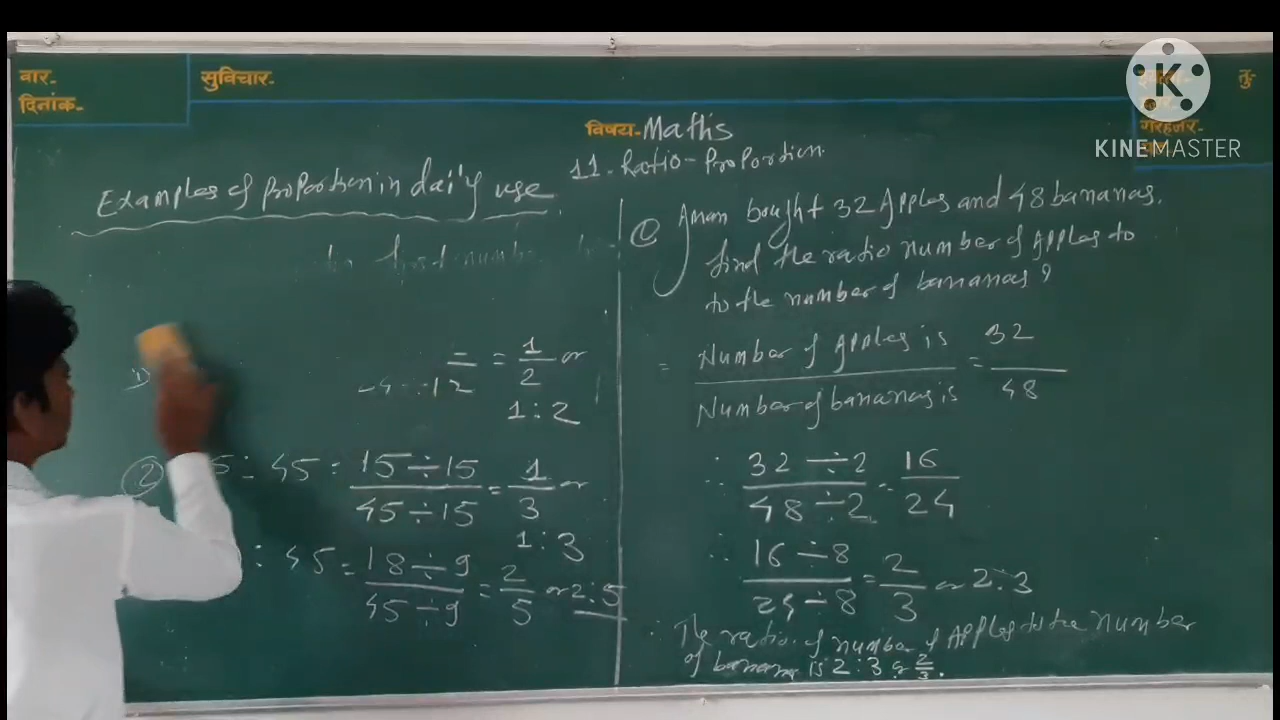 वार-
दिनांक-
सुविचार-
KINEMASTER
विषय- Maths
11. Ratio-Proportion.
Examples of proportion in daily use
= = 1/2 or
÷12
1:2
② : 45 = 15÷15/45÷15 = 1/3 or
1:3
: 45 = 18÷9/45÷9 = 2/5 or 2:5
Aman bought 32 Apples and 48 bananas.
find the ratio number of Apples to
to the number of bananas?
= Number of Apples is/Number of bananas is = 32/48
∴ 32÷2/48÷2 = 16/24
∴ 16÷8/24÷8 = 2/3 or 2:3
∴ The ratio of number of Apples to the number
of banana is 2:3 or 2/3.